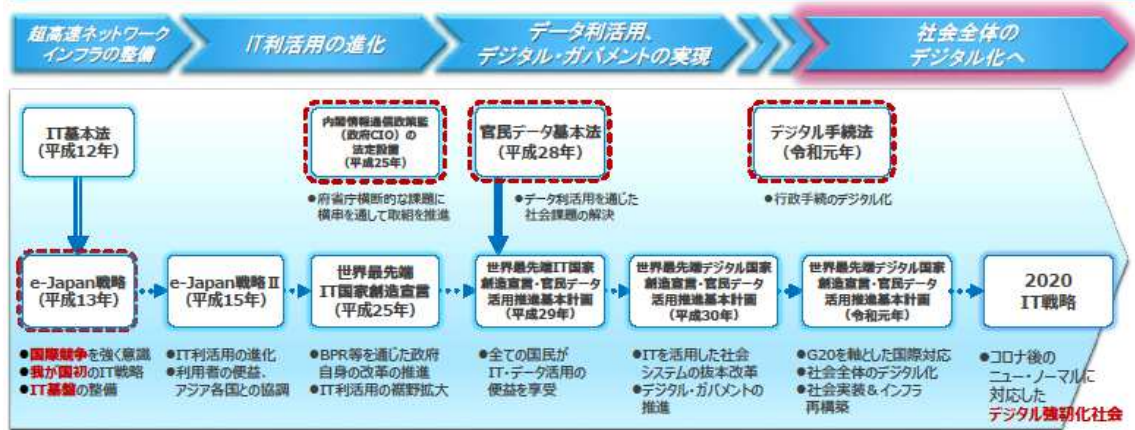 超高速ネットワーク
インフラの整備
IT利活用の進化
データ利活用、
デジタル・ガバメントの実現
社会全体の
デジタル化へ
IT基本法
(平成12年)
内閣情報通信政策監
(政府CIO)の
法定設置
(平成25年)
●府省庁横断的な課題に
横串を通して取組を推進
官民データ基本法
(平成28年)
●データ利活用を通じた
社会課題の解決
デジタル手続法
(令和元年)
●行政手続のデジタル化
e-Japan戦略
(平成13年)
●国際競争を強く意識
●我が国初のIT戦略
●IT基盤の整備
e-Japan戦略Ⅱ
(平成15年)
●IT利活用の進化
●利用者の便益、
アジア各国との協調
世界最先端
IT国家創造宣言
(平成25年)
●BPR等を通じた政府
自身の改革の推進
●IT利活用の裾野拡大
世界最先端IT国家
創造宣言・官民データ
活用推進基本計画
(平成29年)
●全ての国民が
IT・データ活用の
便益を享受
世界最先端デジタル国家
創造宣言・官民データ
活用推進基本計画
(平成30年)
●ITを活用した社会
システムの抜本改革
●デジタル・ガバメントの
推進
世界最先端デジタル国家
創造宣言・官民データ
活用推進基本計画
(令和元年)
●G20を軸とした国際対応
●社会全体のデジタル化
●社会実装&インフラ
再構築
2020
IT戦略
●コロナ後の
ニュー・ノーマルに
対応した
デジタル強靭化社会